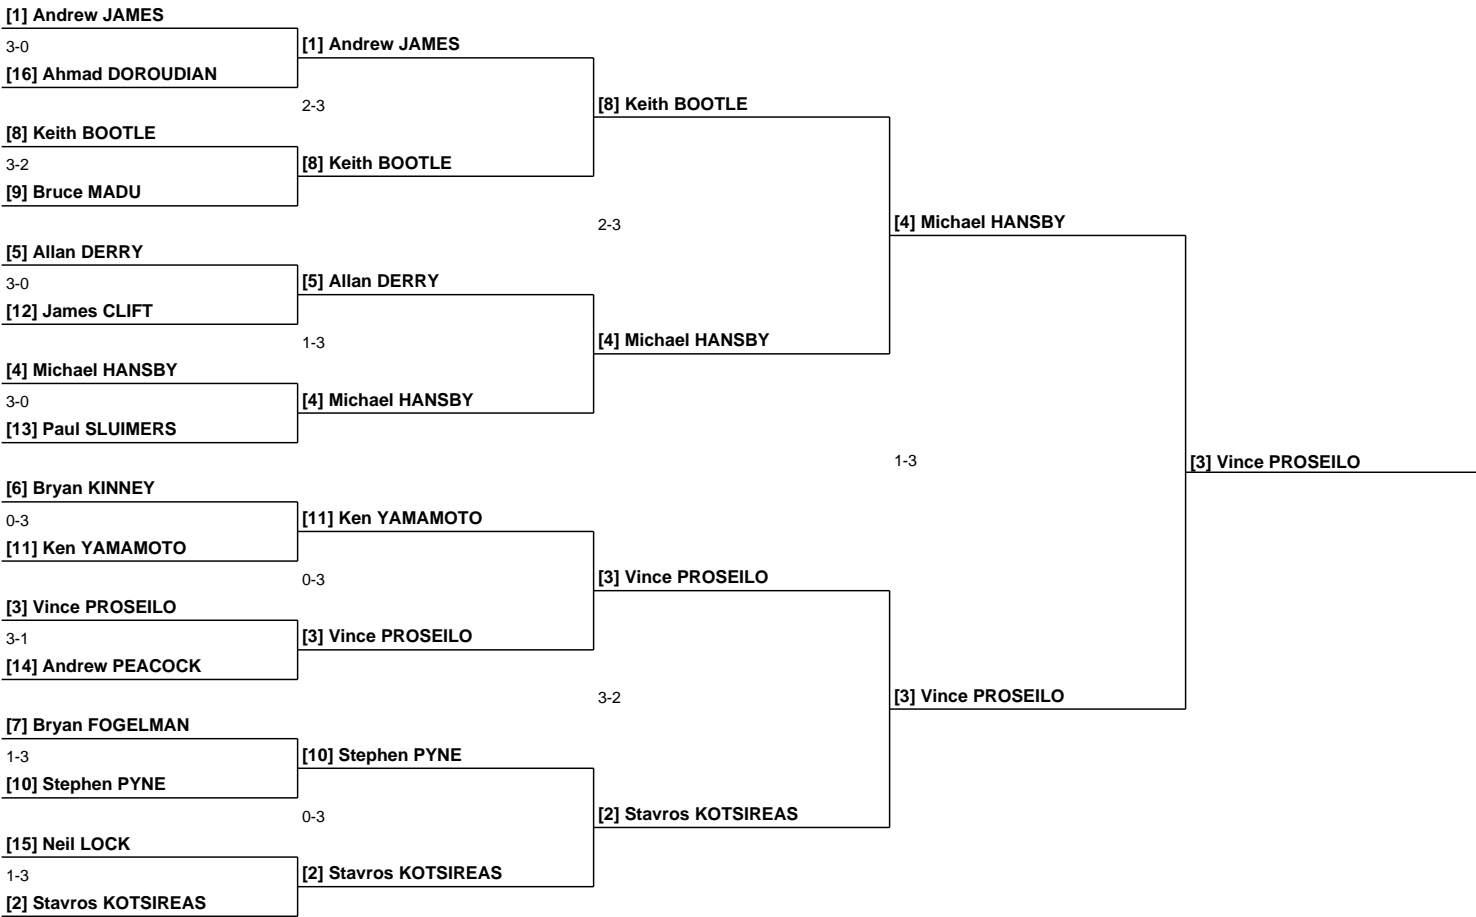 [1] Andrew JAMES
3-0
[16] Ahmad DOROUDIAN
[8] Keith BOOTLE
3-2
[9] Bruce MADU
[5] Allan DERRY
3-0
[12] James CLIFT
[4] Michael HANSBY
3-0
[13] Paul SLUIMERS
[6] Bryan KINNEY
0-3
[11] Ken YAMAMOTO
[3] Vince PROSEILO
3-1
[14] Andrew PEACOCK
[7] Bryan FOGELMAN
1-3
[10] Stephen PYNE
[15] Neil LOCK
1-3
[2] Stavros KOTSIREAS
[1] Andrew JAMES
2-3
[8] Keith BOOTLE
[5] Allan DERRY
1-3
[4] Michael HANSBY
[11] Ken YAMAMOTO
0-3
[3] Vince PROSEILO
[10] Stephen PYNE
0-3
[2] Stavros KOTSIREAS
[8] Keith BOOTLE
2-3
[4] Michael HANSBY
[3] Vince PROSEILO
3-2
[2] Stavros KOTSIREAS
[4] Michael HANSBY
1-3
[3] Vince PROSEILO
[3] Vince PROSEILO